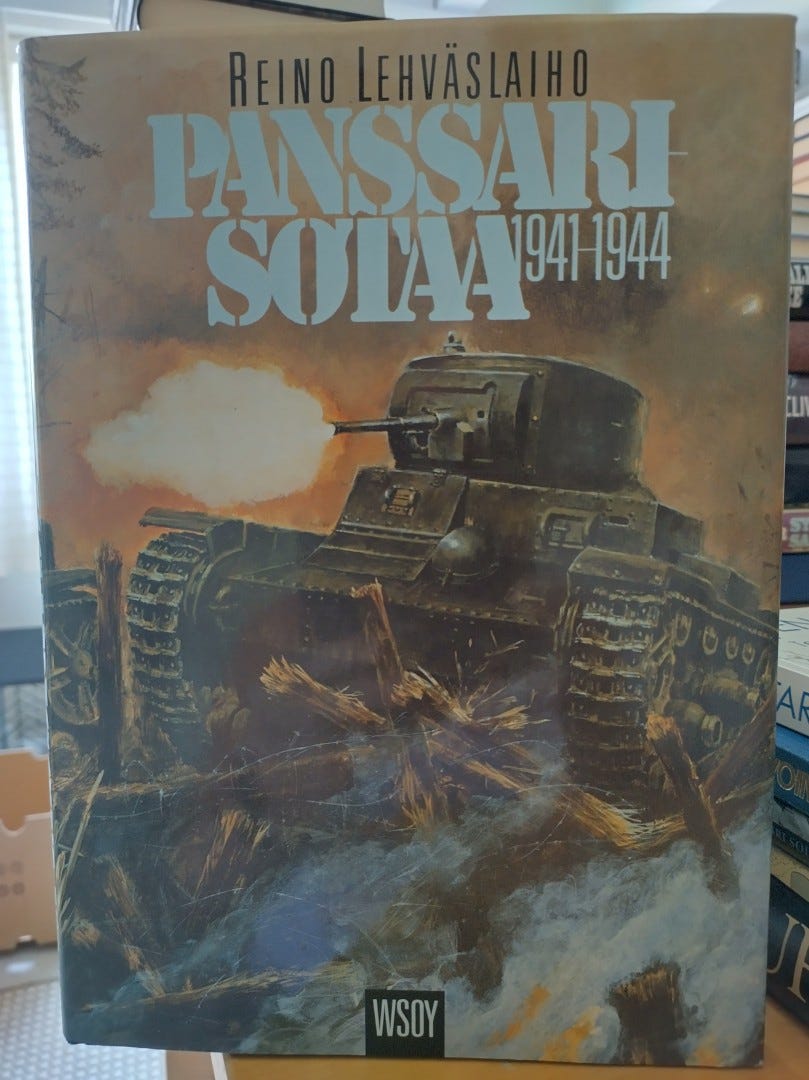 REINO LEHVÄSLAIHO
PANSSARI-
SOTAA 1941-1944
WSOY